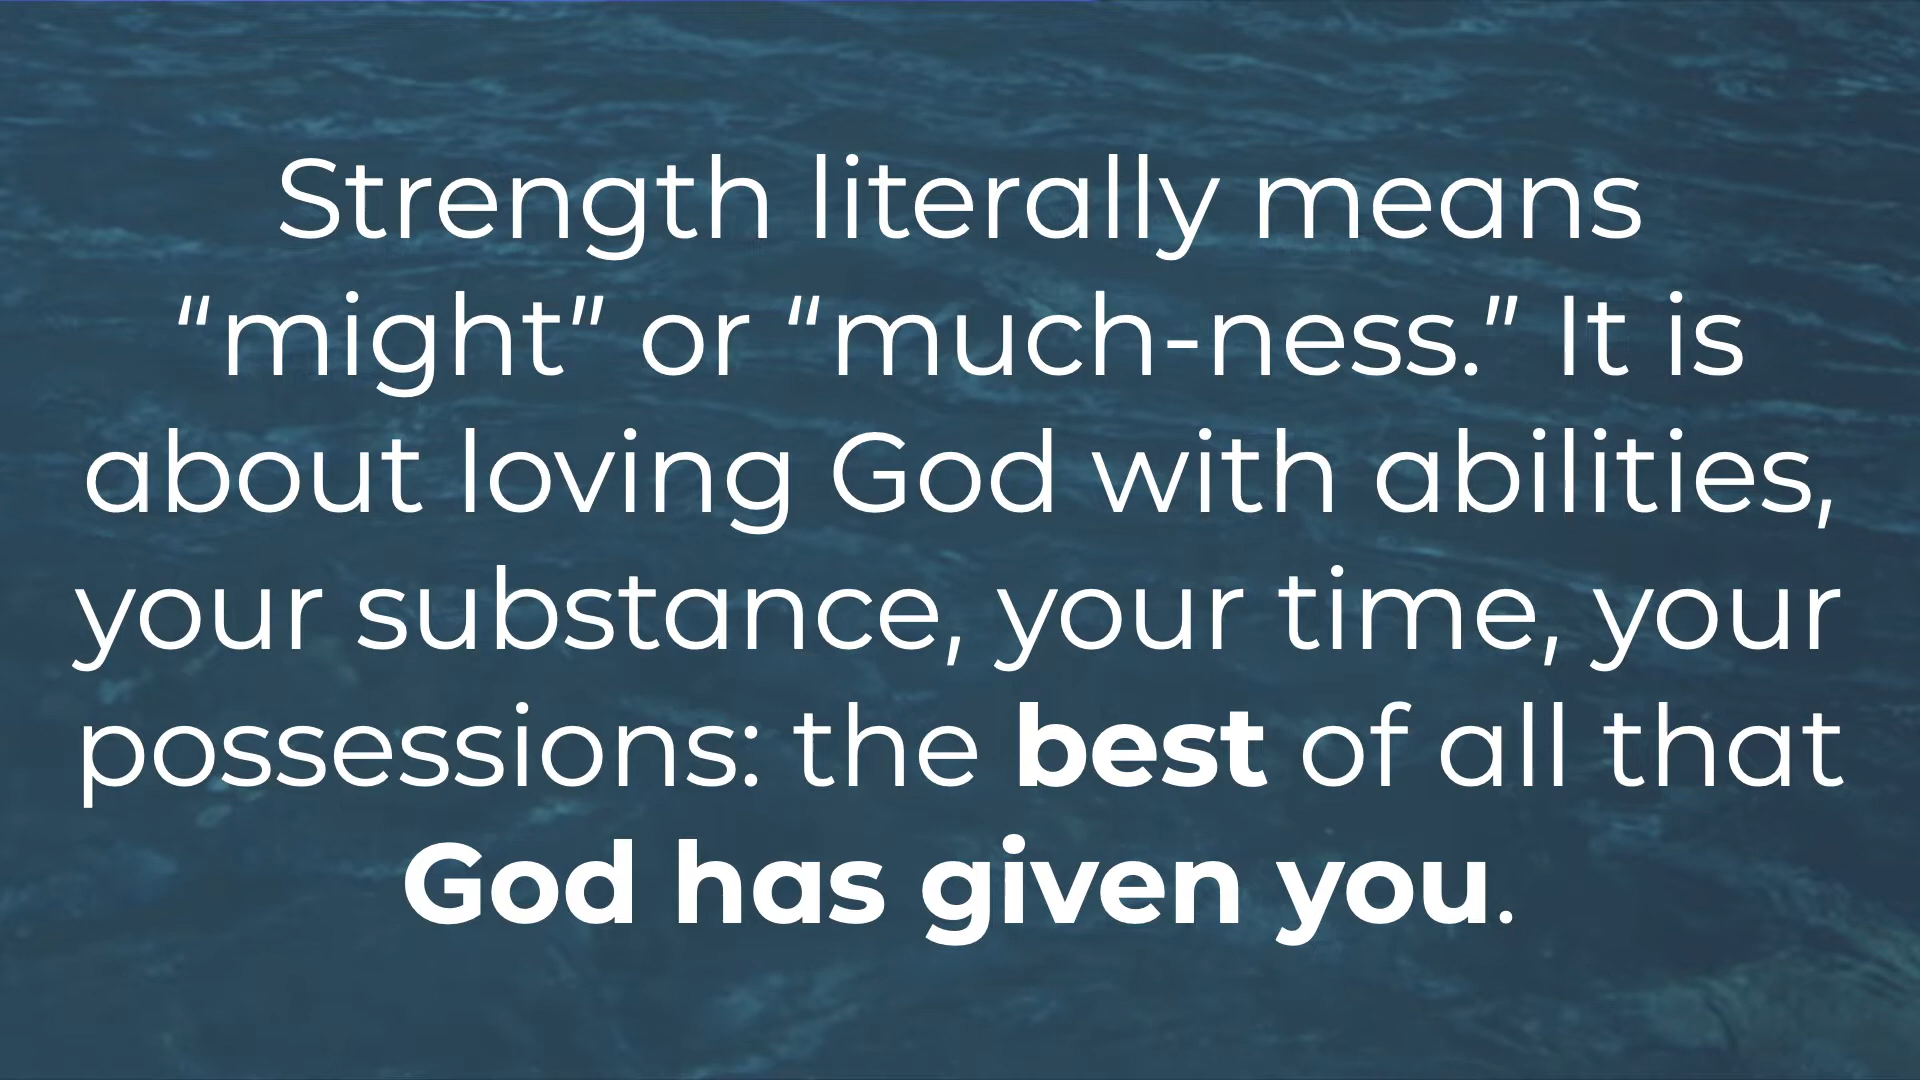 Strength literally means
“might” or “much-ness.” It is
about loving God with abilities,
your substance, your time, your
possessions: the best of all that
God has given you.